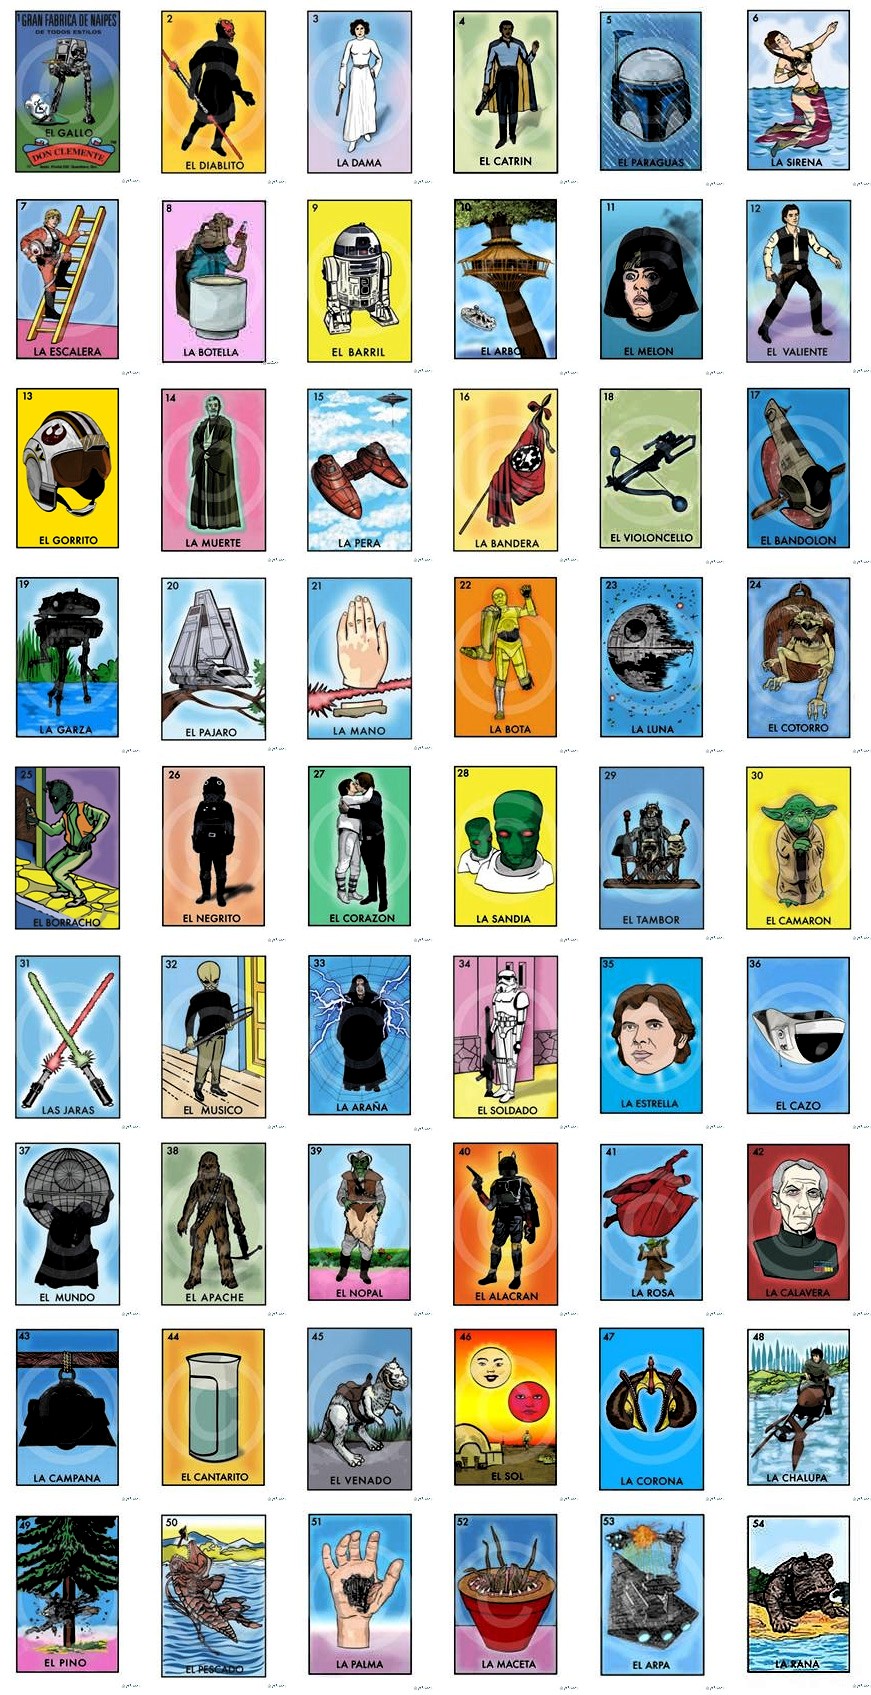 1 GRAN FABRICA DE NAIPES
DE TODOS ESTILOS
EL GALLO
DON CLEMENTE
2
EL DIABLITO
3
LA DAMA
4
EL CATRIN
5
EL PARAGUAS
6
LA SIRENA
7
LA ESCALERA
8
LA BOTELLA
9
EL BARRIL
10
EL ARBOL
11
EL MELON
12
EL VALIENTE
13
EL GORRITO
14
LA MUERTE
15
LA PERA
16
LA BANDERA
18
EL VIOLONCELLO
17
EL BANDOLON
19
LA GARZA
20
EL PAJARO
21
LA MANO
22
LA BOTA
23
LA LUNA
24
EL COTORRO
25
EL BORRACHO
26
EL NEGRITO
27
EL CORAZON
28
LA SANDIA
29
EL TAMBOR
30
EL CAMARON
31
LAS JARAS
32
EL MUSICO
33
LA ARAÑA
34
EL SOLDADO
35
LA ESTRELLA
36
EL CAZO
37
EL MUNDO
38
EL APACHE
39
EL NOPAL
40
EL ALACRAN
41
LA ROSA
42
LA CALAVERA
43
LA CAMPANA
44
EL CANTARITO
45
EL VENADO
46
EL SOL
47
LA CORONA
48
LA CHALUPA
49
EL PINO
50
EL PESCADO
51
LA PALMA
52
LA MACETA
53
EL ARPA
54
LA RANA